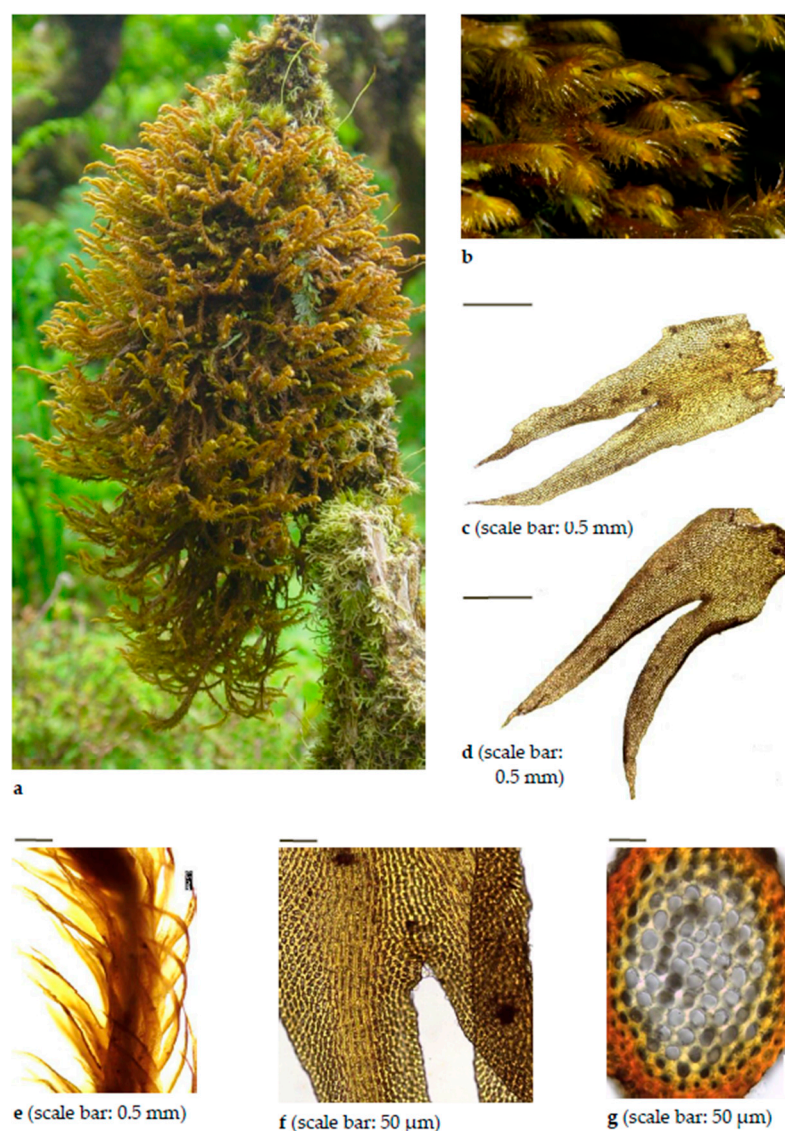 b
c (scale bar: 0.5 mm)
d (scale bar:
0.5 mm)
a
e (scale bar: 0.5 mm)
f (scale bar: 50 µm)
g (scale bar: 50 µm)